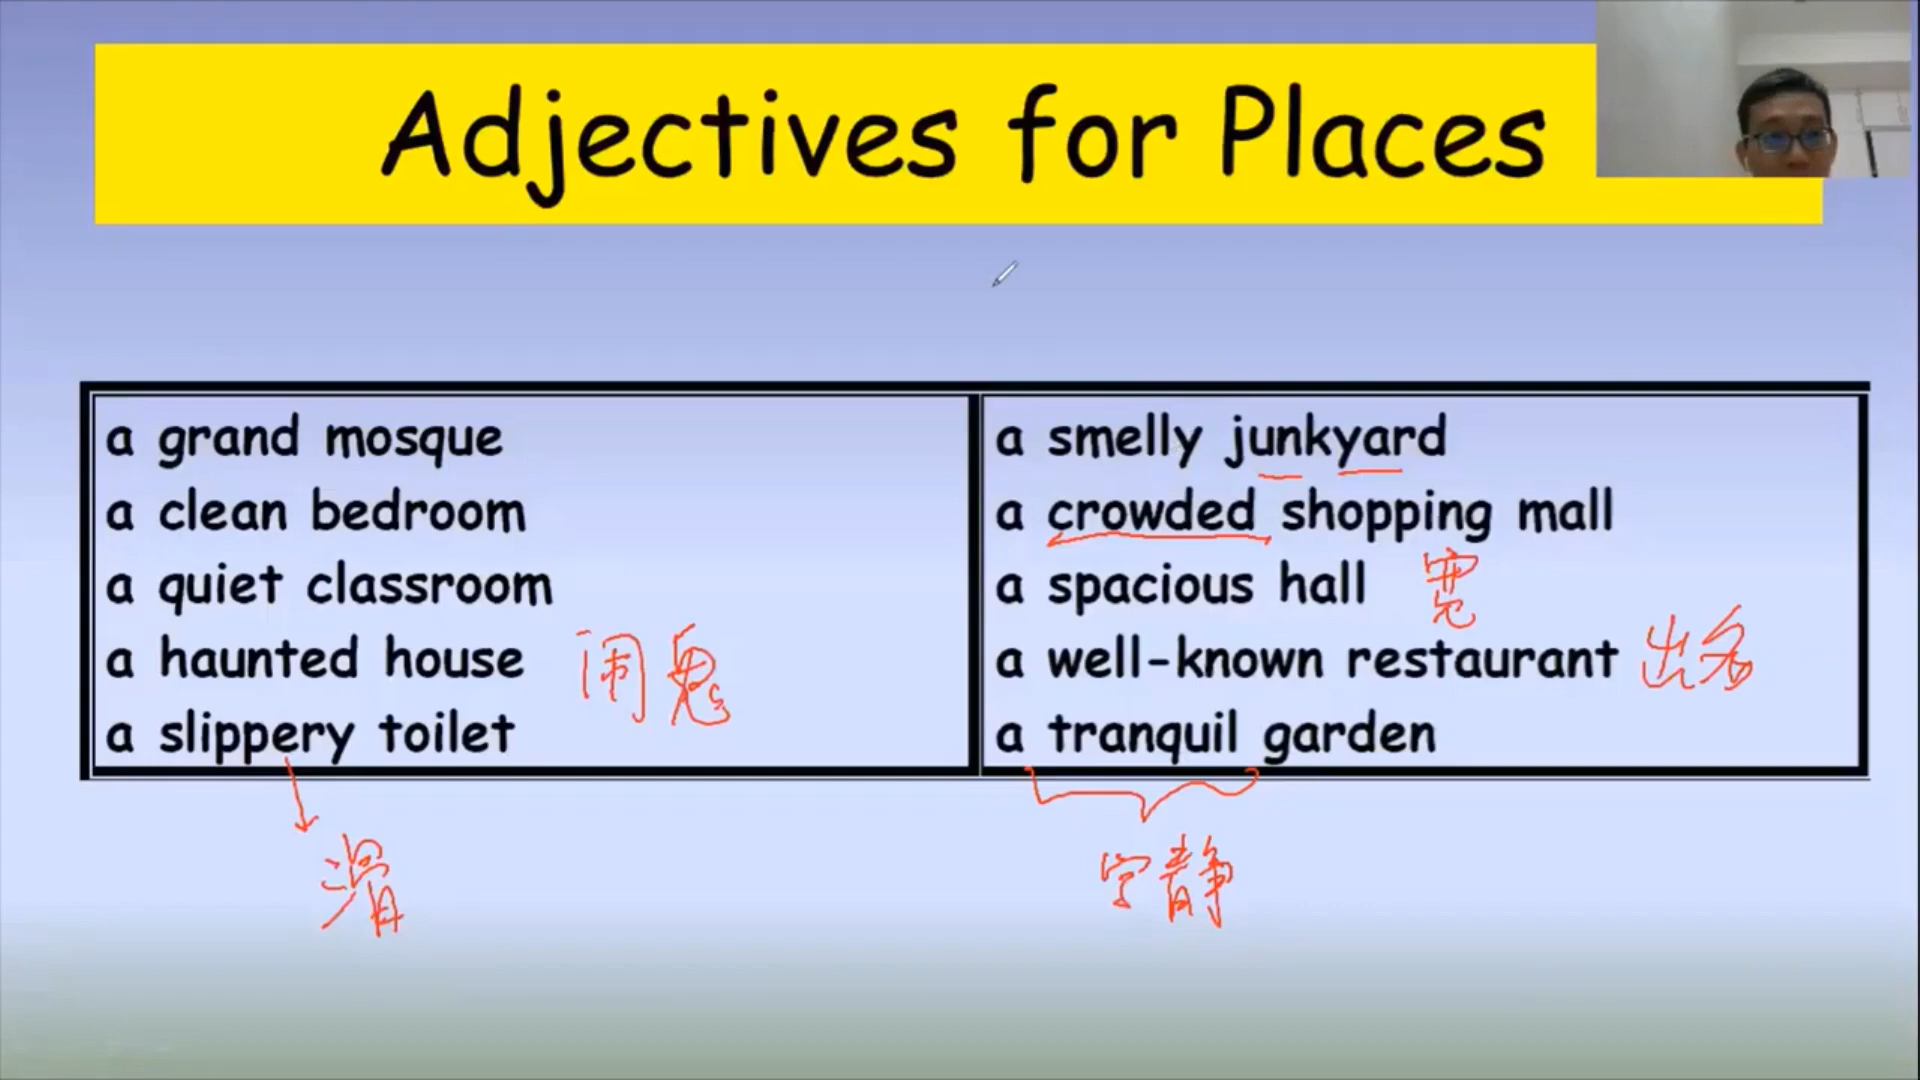 Adjectives for Places
a grand mosque
a clean bedroom
a quiet classroom
a haunted house 闹鬼
a slippery toilet
滑
a smelly junkyard
a crowded shopping mall
a spacious hall 宽
a well-known restaurant 出名
a tranquil garden
宁静